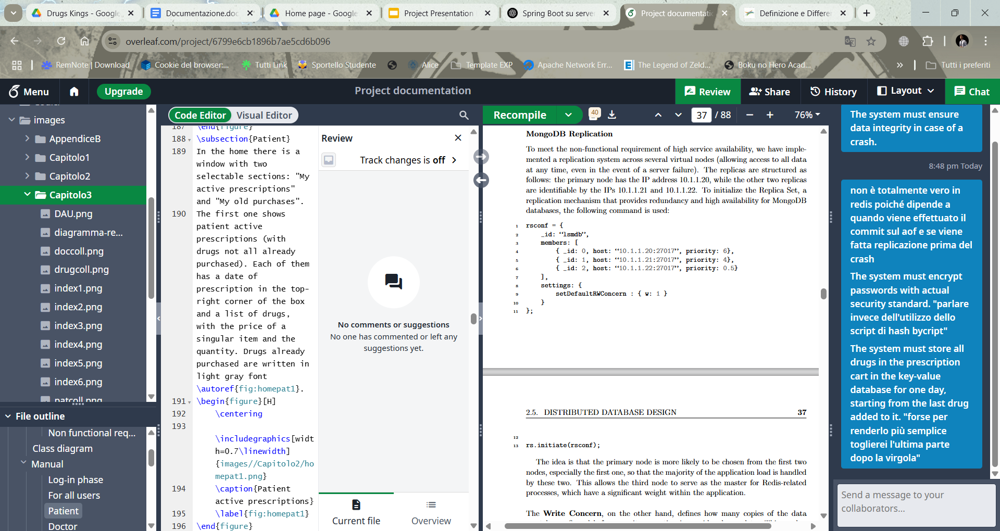 Drugs Kings - Google
Documentazione.doc
Home page - Google
Project Presentation
Spring Boot su serve
Project documentati
Definizione e Differen
overleaf.com/project/6799e6cb1896b7ae5cd6b096
RemNote | Download
Cookie del browser:...
Tutti Link
Sportello Studente
Alice
Template EXP
Apache Network Err...
The Legend of Zeld...
Boku no Hero Acad...
»
Tutti i preferiti
Menu
Upgrade
Project documentation
Review
Share
History
Layout
Chat
images
AppendiceB
Capitolo1
Capitolo2
Capitolo3
DAU.png
diagramma-re...
doccoll.png
drugcoll.png
index1.png
index2.png
index3.png
index4.png
index5.png
index6.png
patcoll.png
File outline
Non functional req...
Class diagram
Manual
Log-in phase
For all users
Patient
Doctor
Code Editor
Visual Editor
187 \end{figure}
188 \subsection{Patient}
189 In the home there is a
window with two
selectable sections: "My
active prescriptions"
and "My old purchases".
190 The first one shows
patient active
prescriptions (with
drugs not all already
purchased). Each of them
has a date of
prescription in the top-
right corner of the box
and a list of drugs,
with the price of a
singular item and the
quantity. Drugs already
purchased are written in
light gray font
\autoref{fig:homepat1}.
191 \begin{figure}[H]
192 \centering
193
\includegraphics[widt
h=0.7\linewidth]
{images//Capitolo2/ho
mepat1.png}
194 \caption{Patient
active prescriptions}
195 \label{fig:homepat1}
196 \end{figure}
Review
Track changes is off
No comments or suggestions
No one has commented or left any
suggestions yet.
Current file
Overview
Recompile
40
37 / 88
76%
MongoDB Replication
To meet the non-functional requirement of high service availability, we have imple-
mented a replication system across several virtual nodes (allowing access to all data
at any time, even in the event of a server failure). The replicas are structured as
follows: the primary node has the IP address 10.1.1.20, while the other two replicas
are identifiable by the IPs 10.1.1.21 and 10.1.1.22. To initialize the Replica Set, a
replication mechanism that provides redundancy and high availability for MongoDB
databases, the following command is used:
1 rsconf = {
2 _id: “lsmdb”,
3 members: [
4 { _id: 0, host: “10.1.1.20:27017”, priority: 6},
5 { _id: 1, host: “10.1.1.21:27017”, priority: 4},
6 { _id: 2, host: “10.1.1.22:27017”, priority: 0.5}
7 ],
8 settings: {
9 setDefaultRWConcern : { w: 1 }
10 }
11 };
2.5. DISTRIBUTED DATABASE DESIGN 37
12
13 rs.initiate(rsconf);
The idea is that the primary node is more likely to be chosen from the first two
nodes, especially the first one, so that the majority of the application load is handled
by these two. This allows the third node to serve as the master for Redis-related
processes, which have a significant weight within the application.
The Write Concern, on the other hand, defines how many copies of the data
The system must ensure
data integrity in case of a
crash.
8:48 pm Today
non è totalmente vero in
redis poiché dipende a
quando viene effettuato il
commit sul aof e se viene
fatta replicazione prima del
crash
The system must encrypt
passwords with actual
security standard. "parlare
invece dell'utilizzo dello
script di hash bycript"
The system must store all
drugs in the prescription
cart in the key-value
database for one day,
starting from the last drug
added to it. "forse per
renderlo più semplice
toglierei l'ultima parte
dopo la virgola"
Send a message to your
collaborators...